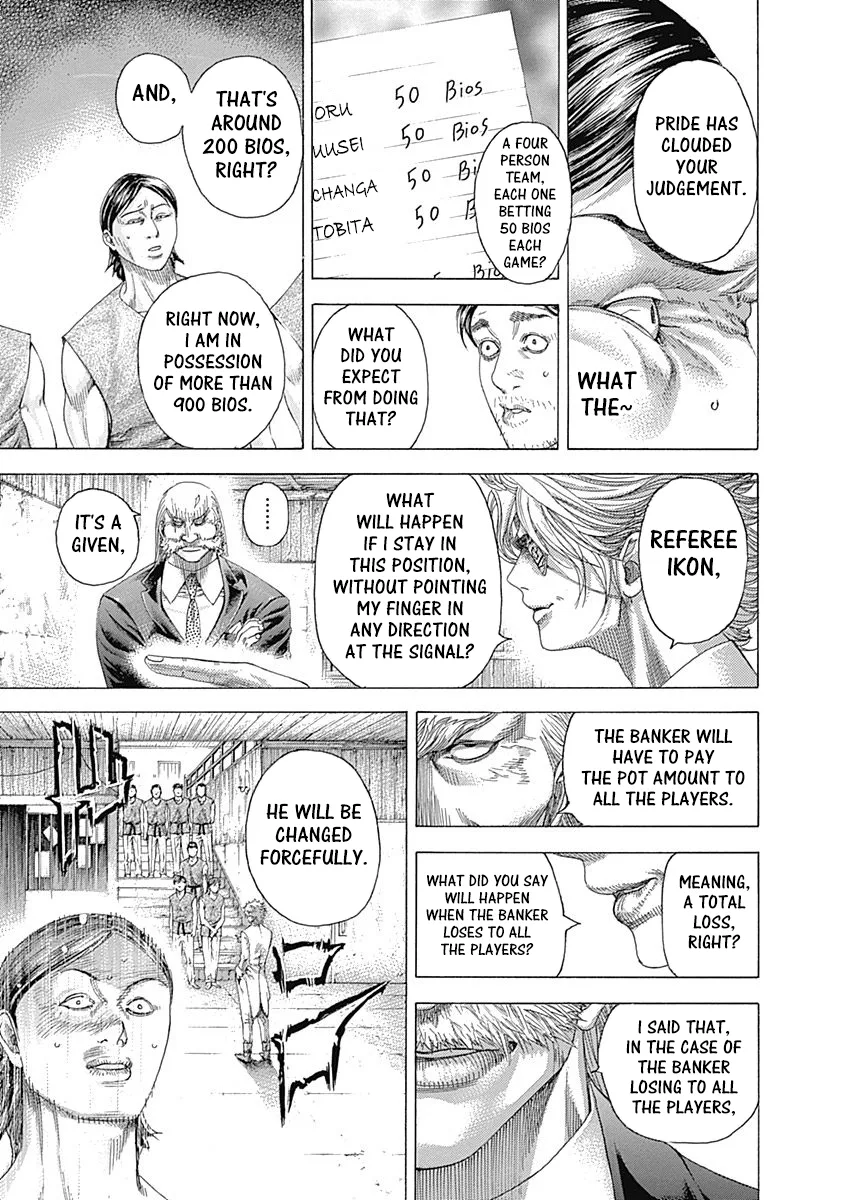 PRIDE HAS
CLOUDED
YOUR
JUDGEMENT.
WHAT
THE~
ORU 50 Bios
UUSEI 50 Bios
CHANGA 50 Bi
TOBITA 50 B
$ Bios
A FOUR
PERSON
TEAM,
EACH ONE
BETTING
50 BIOS
EACH
GAME?
WHAT
DID YOU
EXPECT
FROM DOING
THAT?
THAT'S
AROUND
200 BIOS,
RIGHT?
AND,
RIGHT NOW,
I AM IN
POSSESSION
OF MORE THAN
900 BIOS.
REFEREE
IKON,
WHAT
WILL HAPPEN
IF I STAY IN
THIS POSITION,
WITHOUT POINTING
MY FINGER IN
ANY DIRECTION
AT THE SIGNAL?
......
IT'S A
GIVEN,
THE BANKER WILL
HAVE TO PAY
THE POT AMOUNT TO
ALL THE PLAYERS.
MEANING,
A TOTAL
LOSS,
RIGHT?
WHAT DID YOU SAY
WILL HAPPEN
WHEN THE BANKER
LOSES TO ALL
THE PLAYERS?
I SAID THAT,
IN THE CASE OF
THE BANKER
LOSING TO ALL
THE PLAYERS,
HE WILL BE
CHANGED
FORCEFULLY.